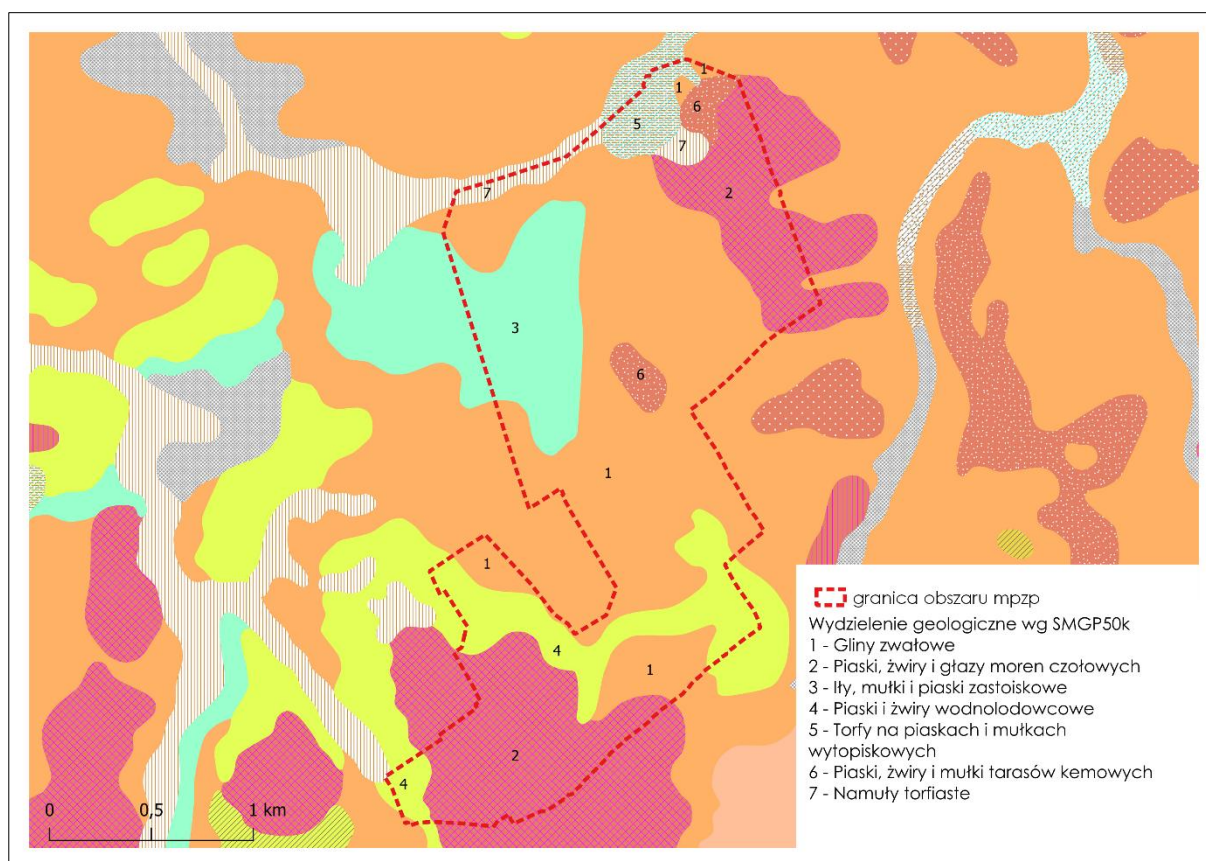 1
1
6
5
7
2
7
3
6
1
1
4
1
2
4
0 0,5 1 km
granica obszaru mpzp
Wydzielenie geologiczne wg SMGP50k
1 - Gliny zwałowe
2 - Piaski, żwiry i głazy moren czołowych
3 - Iły, mułki i piaski zastoiskowe
4 - Piaski i żwiry wodnolodowcowe
5 - Torfy na piaskach i mułkach
wytopiskowych
6 - Piaski, żwiry i mułki tarasów kemowych
7 - Namuły torfiaste